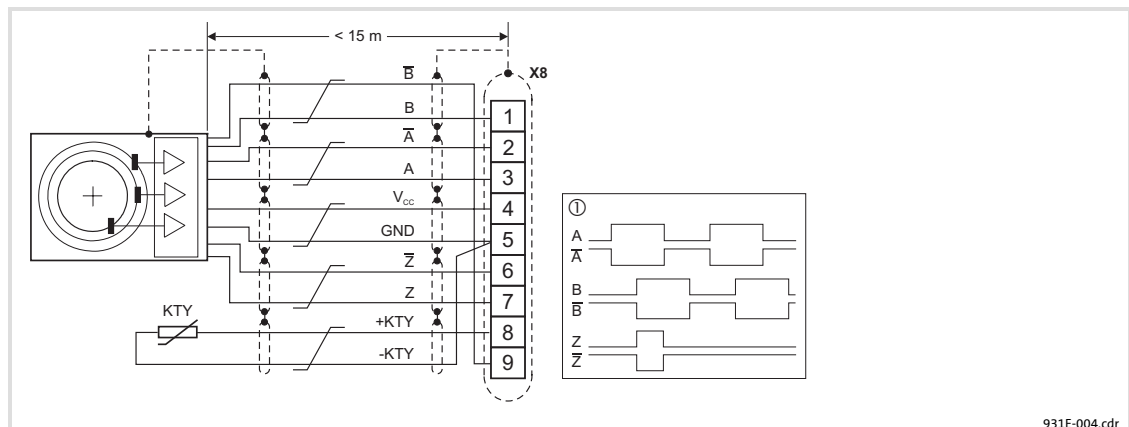 < 15 m
B̅
X8
B
1
A̅
2
A
3
Vcc
4
GND
5
Z̅
6
Z
7
KTY
+KTY
8
-KTY
9
①
A
A̅
B
B̅
Z
Z̅
931E-004.cdr